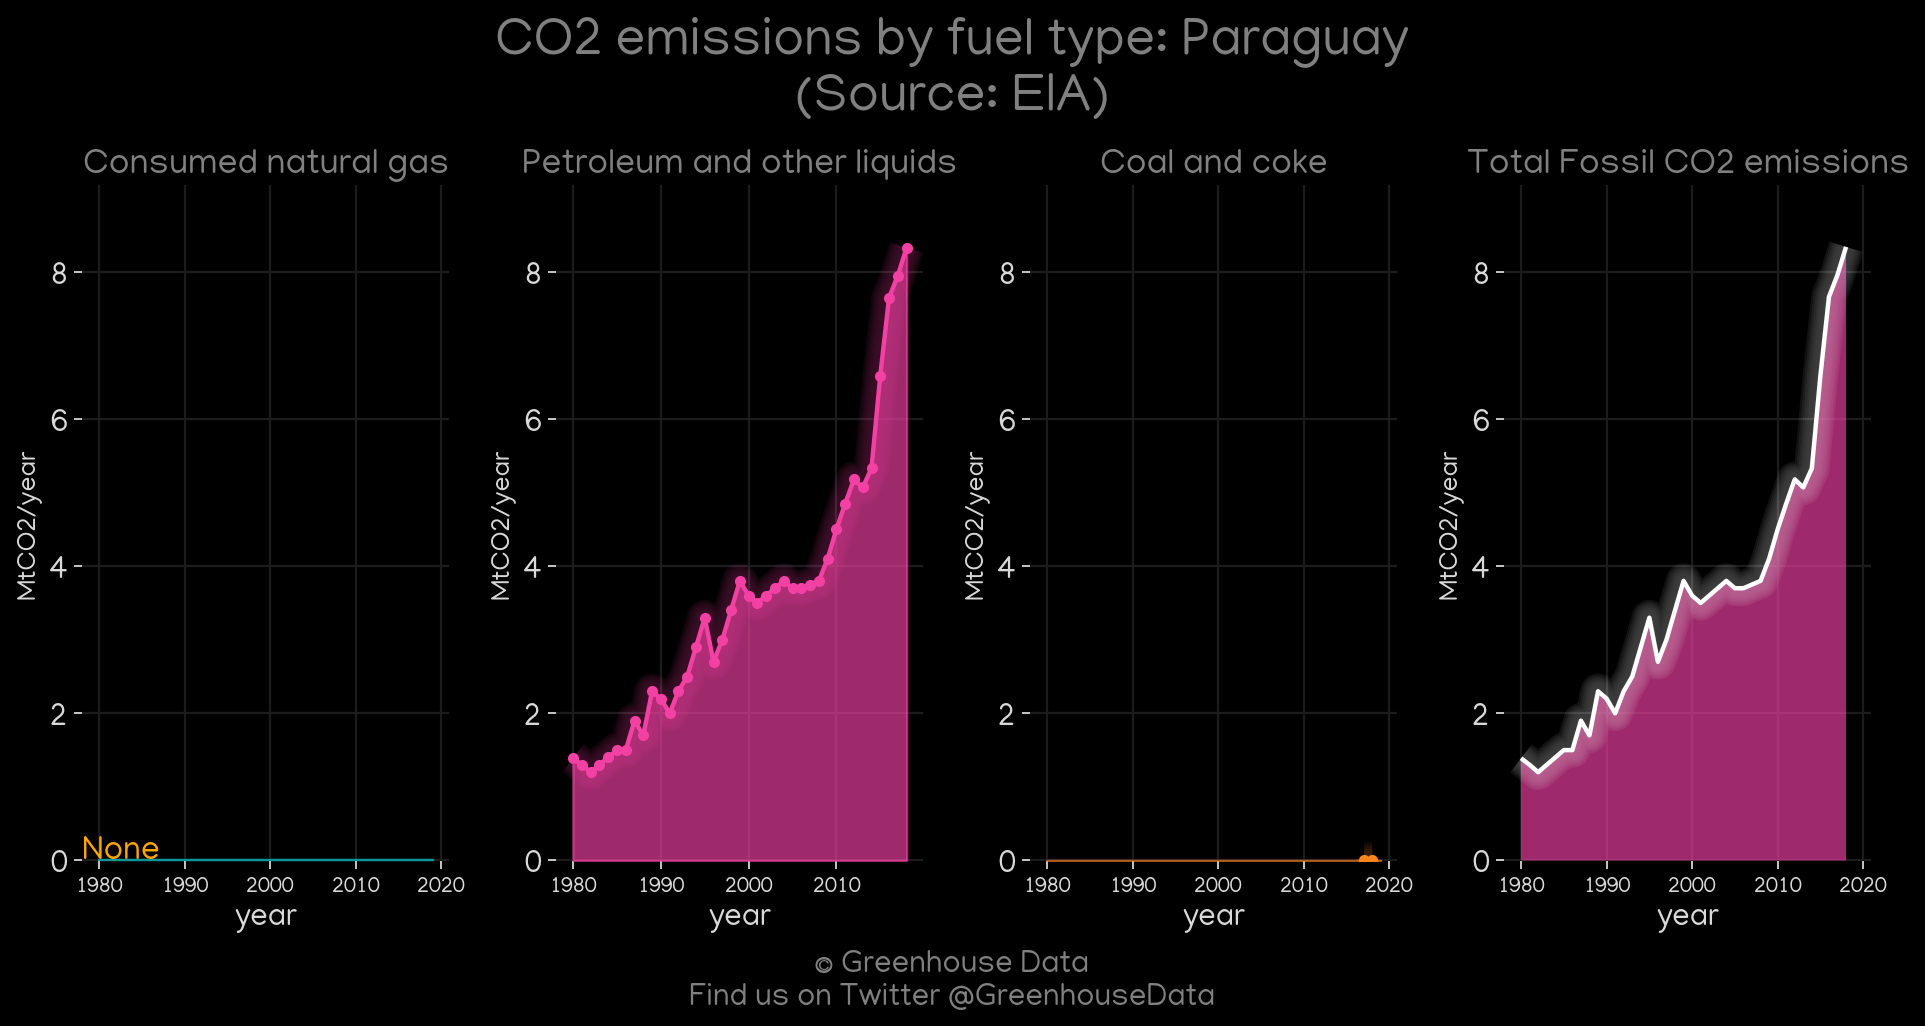 CO2 emissions by fuel type: Paraguay
(Source: EIA)
Consumed natural gas
Petroleum and other liquids
Coal and coke
Total Fossil CO2 emissions
MtCO2/year
8
6
4
2
0
None
1980 1990 2000 2010 2020
year
MtCO2/year
8
6
4
2
0
1980 1990 2000 2010
year
MtCO2/year
8
6
4
2
0
1980 1990 2000 2010 2020
year
MtCO2/year
8
6
4
2
0
1980 1990 2000 2010 2020
year
© Greenhouse Data
Find us on Twitter @GreenhouseData